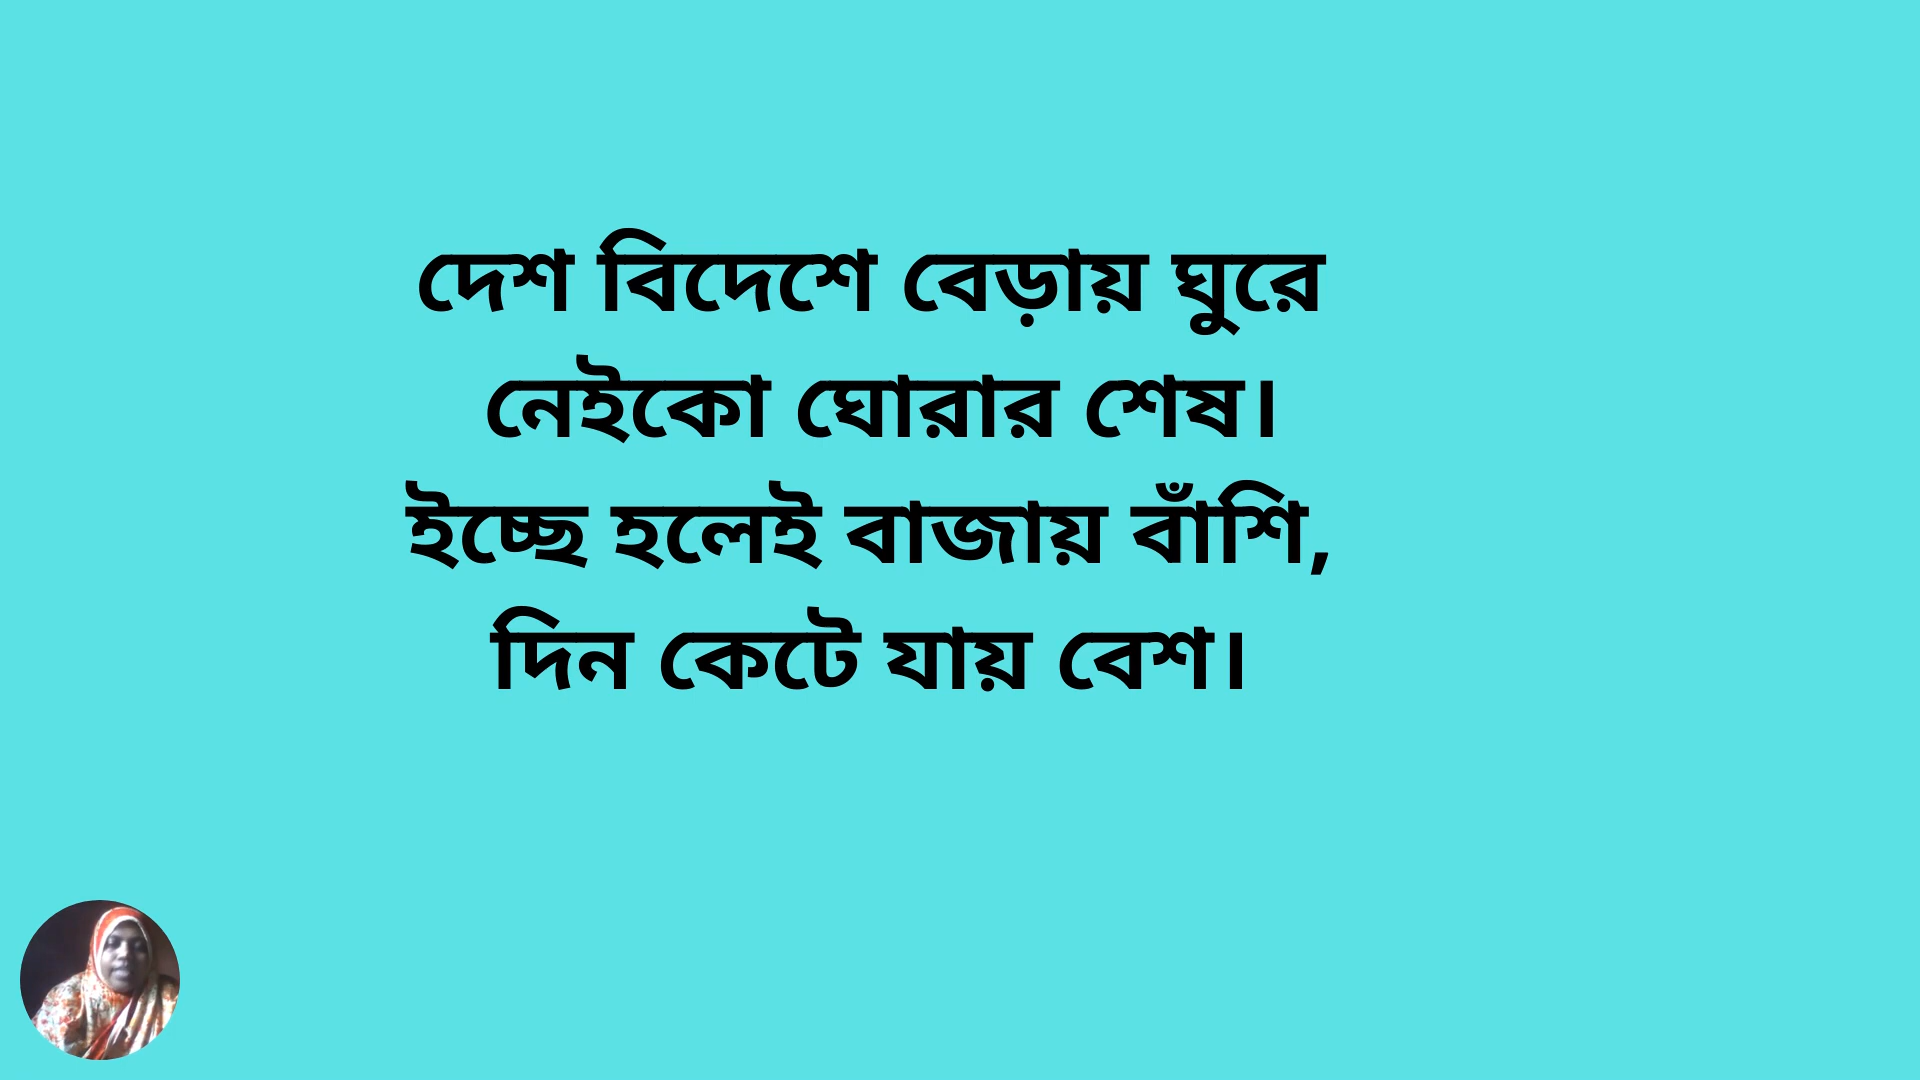 দেশ বিদেশে বেড়ায় ঘুরে
নেইকো ঘোরার শেষ।
ইচ্ছে হলেই বাজায় বাঁশি,
দিন কেটে যায় বেশ।